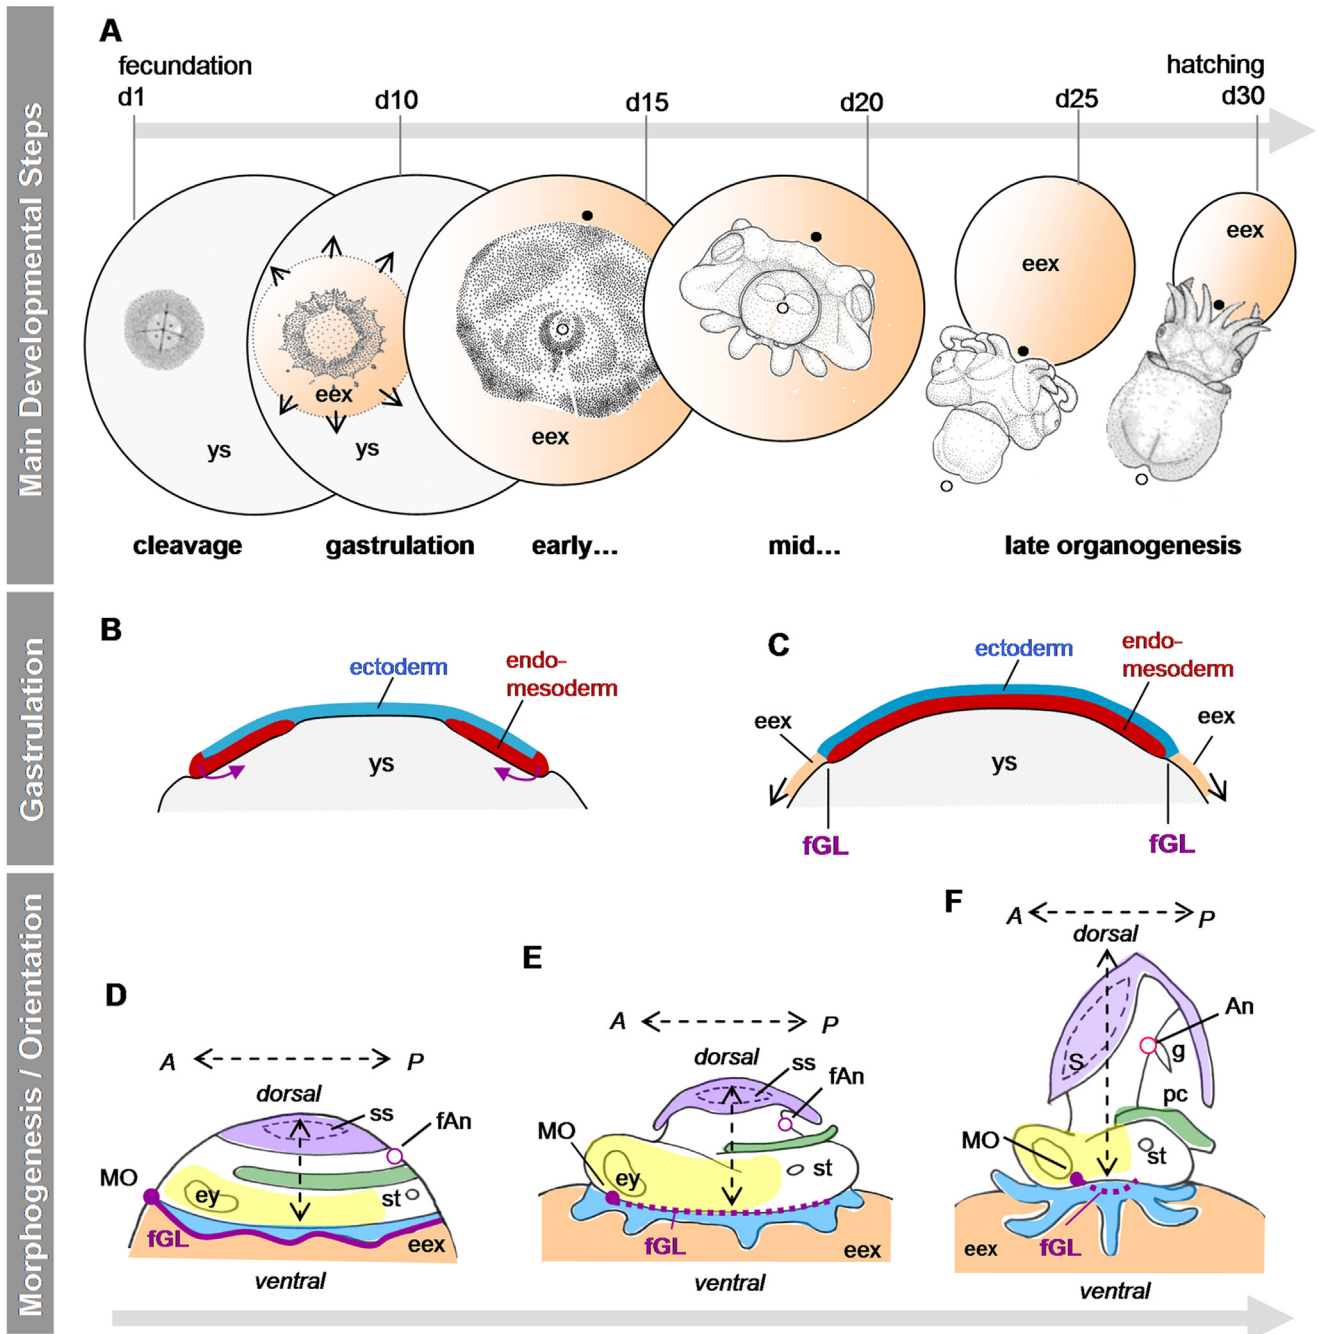 Main Developmental Steps
A
fecundation
hatching
d1
d10
d15
d20
d25
d30
ys
eex
ys
eex
eex
eex
cleavage
gastrulation
early...
mid...
late organogenesis
Gastrulation
B
ectoderm
endo-
mesoderm
ys
C
ectoderm
endo-
mesoderm
eex
eex
ys
fGL
fGL
Morphogenesis / Orientation
D
A
P
dorsal
ss
fAn
MO
ey
st
fGL
eex
ventral
E
A
P
dorsal
ss
fAn
MO
ey
st
fGL
eex
ventral
F
A
P
dorsal
An
S
g
pc
MO
st
eex
fGL
ventral